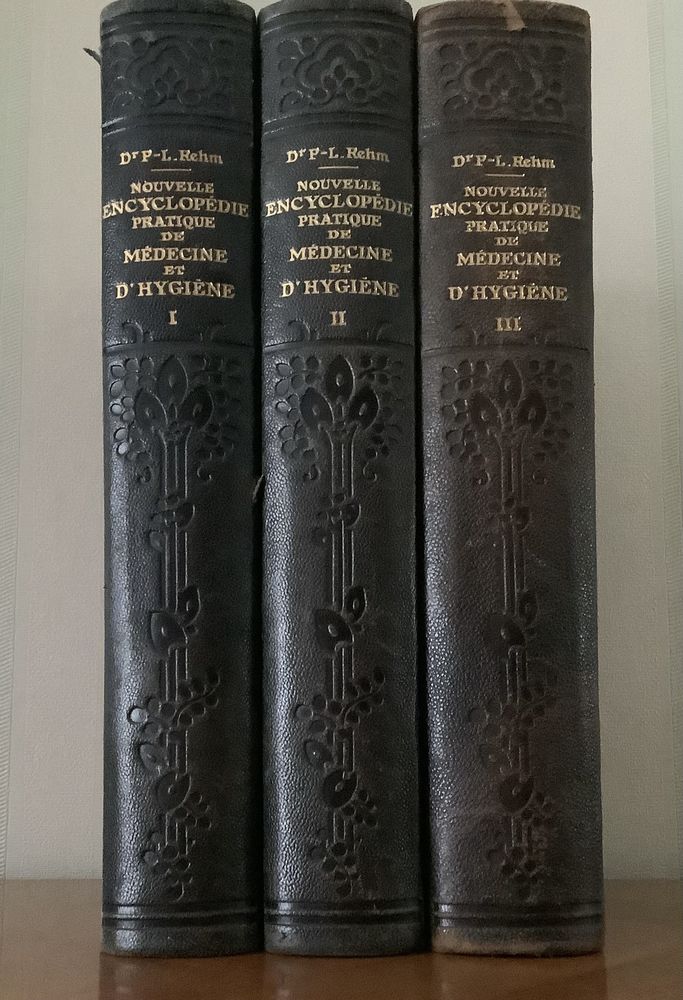 Dr P-L. Rehm
NOUVELLE
ENCYCLOPÉDIE
PRATIQUE
DE
MÉDECINE
ET
D'HYGIÈNE
I
Dr P-L. Rehm
NOUVELLE
ENCYCLOPÉDIE
PRATIQUE
DE
MÉDECINE
ET
D'HYGIÈNE
II
Dr P-L. Rehm
NOUVELLE
ENCYCLOPÉDIE
PRATIQUE
DE
MÉDECINE
ET
D'HYGIÈNE
III